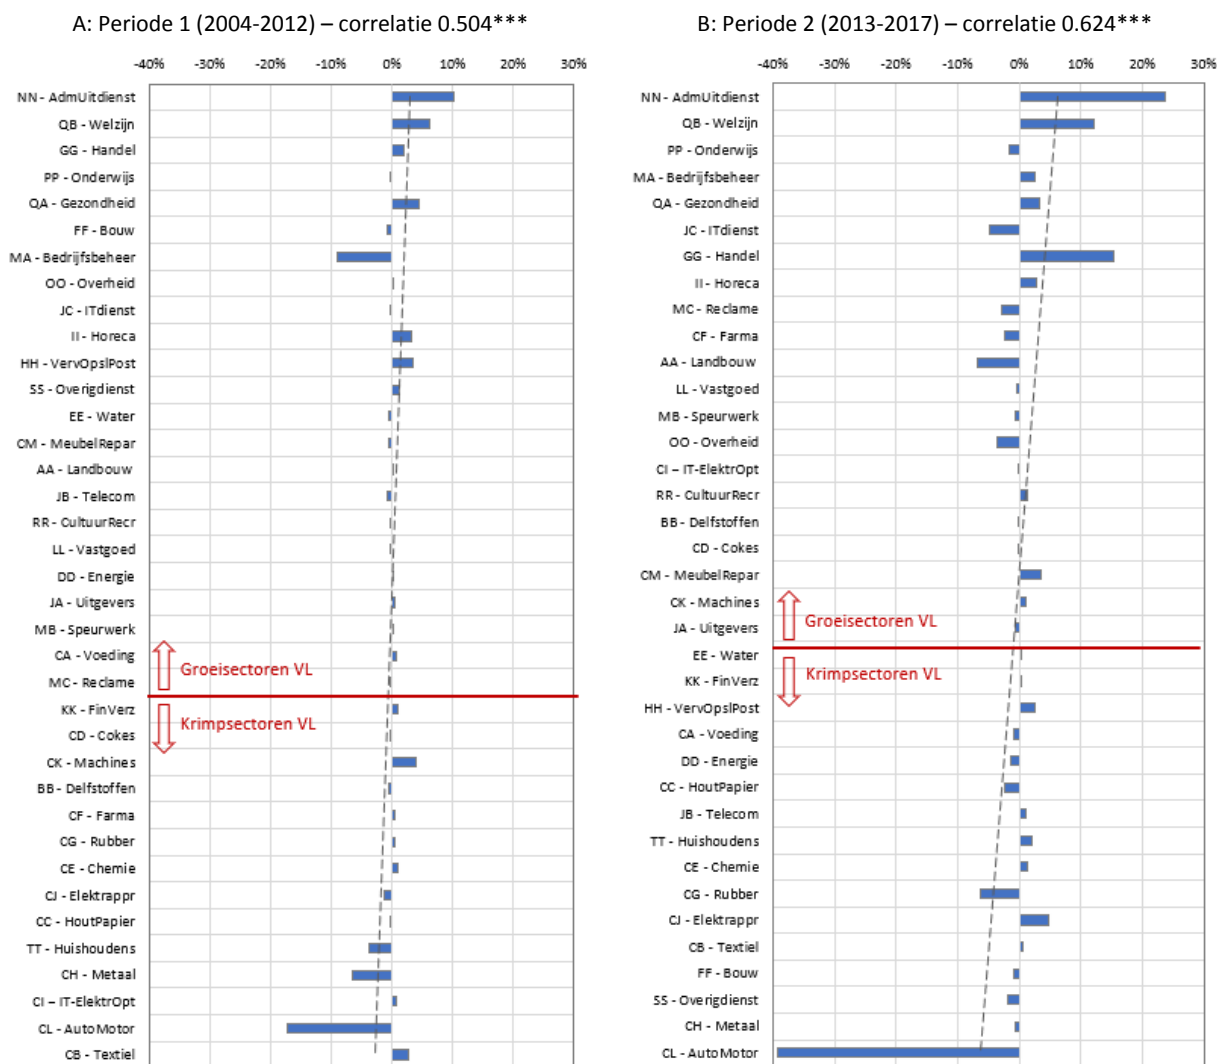 A: Periode 1 (2004-2012) – correlatie 0.504***
-40% -30% -20% -10% 0% 10% 20% 30%
NN - AdmUitdienst
QB - Welzijn
GG - Handel
PP - Onderwijs
QA - Gezondheid
FF - Bouw
MA - Bedrijfsbeheer
OO - Overheid
JC - ITdienst
II - Horeca
HH - VervOpslPost
SS - Overigdienst
EE - Water
CM - MeubelRepar
AA - Landbouw
JB - Telecom
RR - CultuurRecr
LL - Vastgoed
DD - Energie
JA - Uitgevers
MB - Speurwerk
CA - Voeding
MC - Reclame
Groeisectoren VL
KK - FinVerz
Krimpsectoren VL
CD - Cokes
CK - Machines
BB - Delfstoffen
CF - Farma
CG - Rubber
CE - Chemie
CJ - Elektrappr
CC - HoutPapier
TT - Huishoudens
CH - Metaal
CI – IT-ElektrOpt
CL - AutoMotor
CB - Textiel
B: Periode 2 (2013-2017) – correlatie 0.624***
-40% -30% -20% -10% 0% 10% 20% 30%
NN - AdmUitdienst
QB - Welzijn
PP - Onderwijs
MA - Bedrijfsbeheer
QA - Gezondheid
JC - ITdienst
GG - Handel
II - Horeca
MC - Reclame
CF - Farma
AA - Landbouw
LL - Vastgoed
MB - Speurwerk
OO - Overheid
CI – IT-ElektrOpt
RR - CultuurRecr
BB - Delfstoffen
CD - Cokes
CM - MeubelRepar
CK - Machines
Groeisectoren VL
JA - Uitgevers
EE - Water
Krimpsectoren VL
KK - FinVerz
HH - VervOpslPost
CA - Voeding
DD - Energie
CC - HoutPapier
JB - Telecom
TT - Huishoudens
CE - Chemie
CG - Rubber
CJ - Elektrappr
CB - Textiel
FF - Bouw
SS - Overigdienst
CH - Metaal
CL - AutoMotor